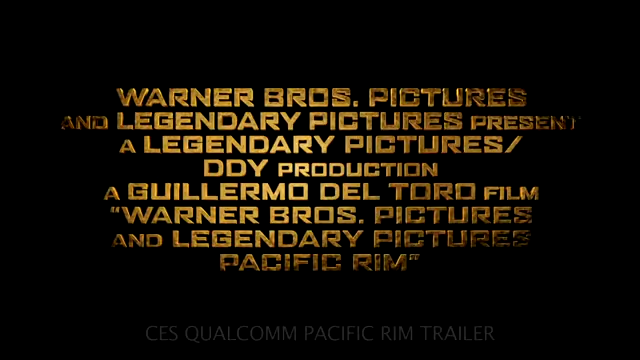 WARNER BROS. PICTURES
AND LEGENDARY PICTURES PRESENT
A LEGENDARY PICTURES/
DDY PRODUCTION
A GUILLERMO DEL TORO FILM
"WARNER BROS. PICTURES
AND LEGENDARY PICTURES
PACIFIC RIM"
CES QUALCOMM PACIFIC RIM TRAILER